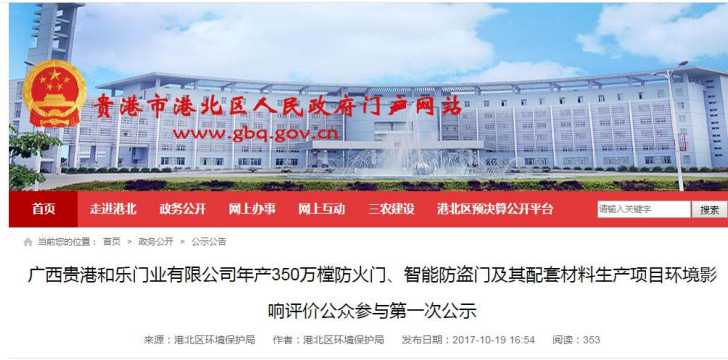 贵港市港北区人民政府门户网站
www.gbq.gov.cn
首页 走进港北 政务公开 网上办事 网上互动 三农建设 港北区预决算公开平台 请输入关键字 搜索
当前您的位置： 首页 > 政务公开 > 公示公告
广西贵港和乐门业有限公司年产350万樘防火门、智能防盗门及其配套材料生产项目环境影
响评价公众参与第一次公示
来源：港北区环境保护局 作者：港北区环境保护局 发布日期：2017-10-19 16:54 阅读：353